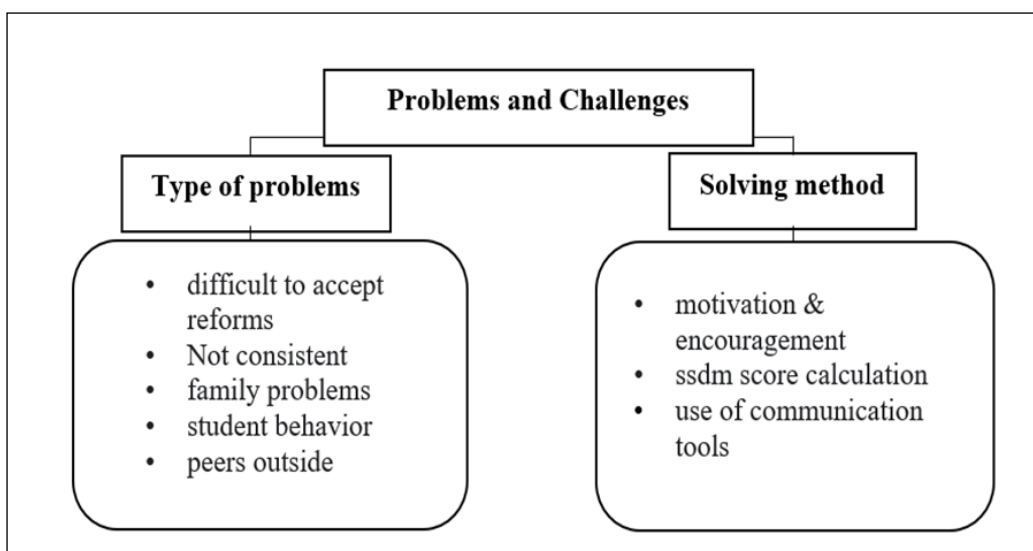 Problems and Challenges
Type of problems
• difficult to accept
reforms
• Not consistent
• family problems
• student behavior
• peers outside
Solving method
• motivation &
encouragement
• ssdm score calculation
• use of communication
tools